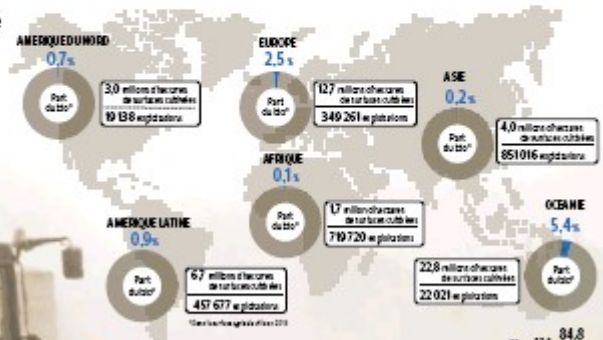 AMERIQUE DU NORD
0,7%
Part
du bio*
3,0 millions d'hectares
de surfaces cultivées
19 138 exploitations
EUROPE
2,5%
Part
du bio*
12,7 millions d'hectares
de surfaces cultivées
349 261 exploitations
ASIE
0,2%
Part
du bio*
4,0 millions d'hectares
de surfaces cultivées
851 016 exploitations
AFRIQUE
0,1%
Part
du bio*
1,7 millions d'hectares
de surfaces cultivées
719 720 exploitations
AMERIQUE LATINE
0,9%
Part
du bio*
6,7 millions d'hectares
de surfaces cultivées
457 677 exploitations
OCEANIE
5,4%
Part
du bio*
22,8 millions d'hectares
de surfaces cultivées
22 021 exploitations
84,8